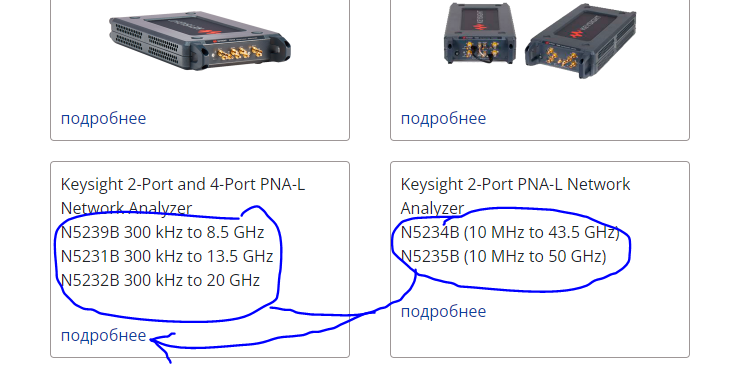 подробнее
подробнее
Keysight 2-Port and 4-Port PNA-L
Network Analyzer
N5239B 300 kHz to 8.5 GHz
N5231B 300 kHz to 13.5 GHz
N5232B 300 kHz to 20 GHz
подробнее
Keysight 2-Port PNA-L Network
Analyzer
N5234B (10 MHz to 43.5 GHz)
N5235B (10 MHz to 50 GHz)
подробнее